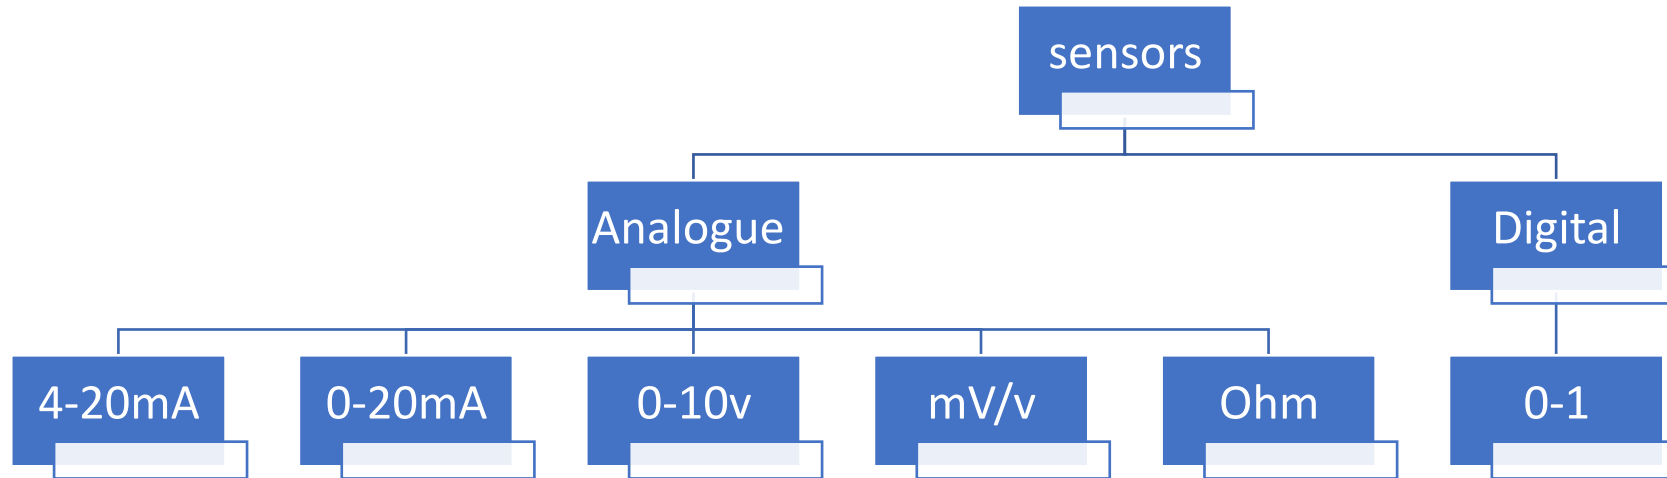 sensors
Analogue
Digital
4-20mA
0-20mA
0-10v
mV/v
Ohm
0-1